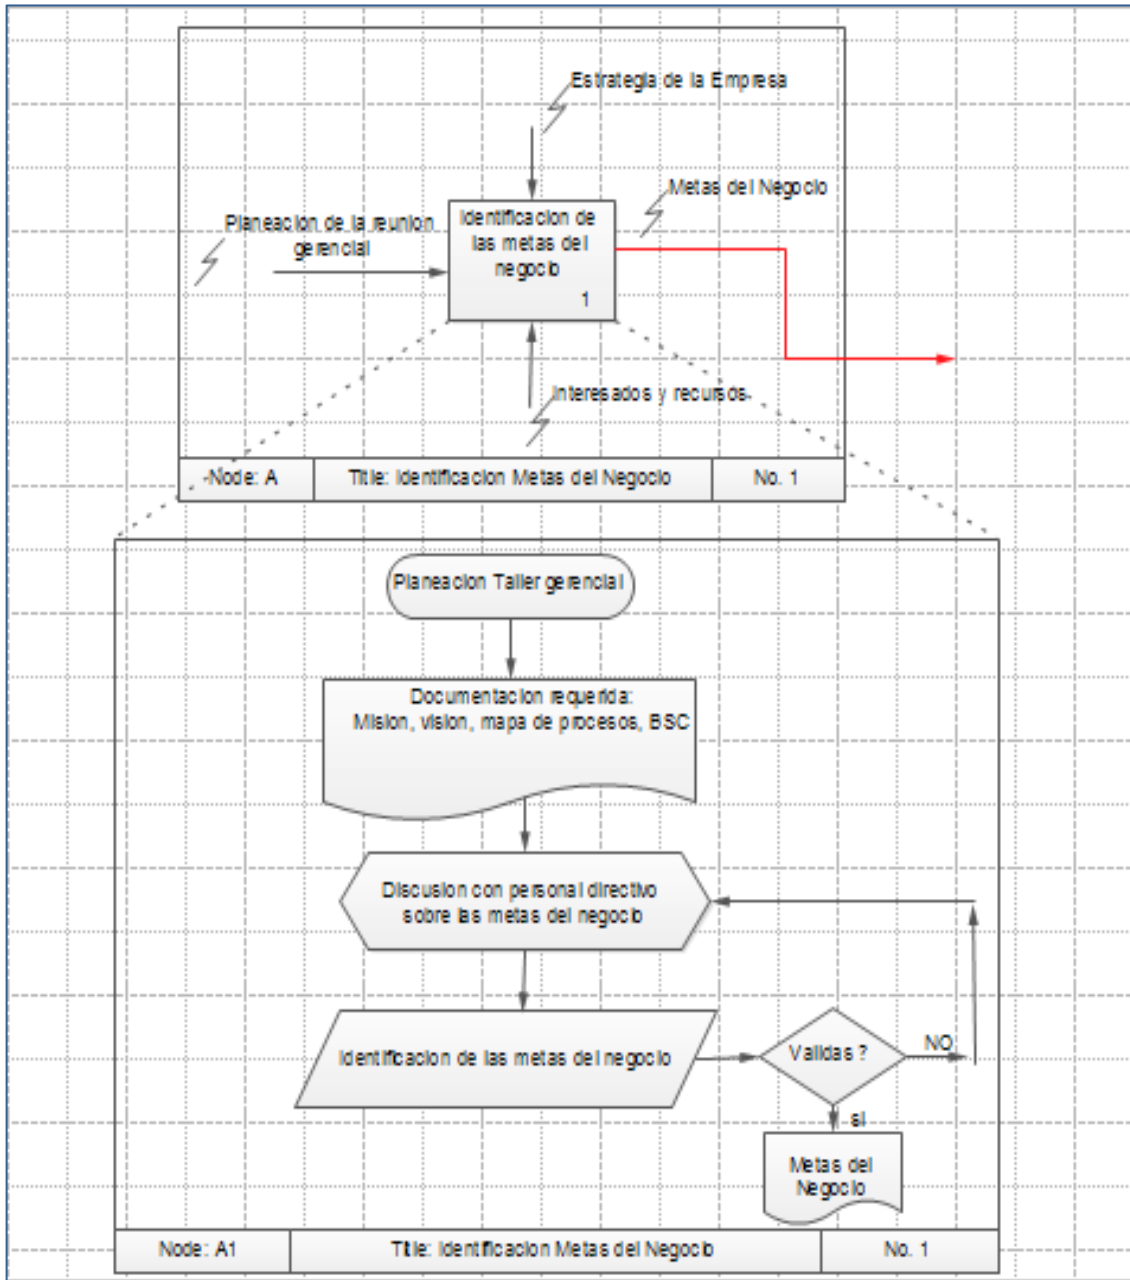 Estrategia de la Empresa
Metas del Negocio
Planeacion de la reunion
gerencial
Identificacion de
las metas del
negocio
1
Interesados y recursos
Node: A
Title: Identificacion Metas del Negocio
No. 1
Planeacion Taller gerencial
Documentacion requerida:
Mision, vision, mapa de procesos, BSC
Discusion con personal directivo
sobre las metas del negocio
Identificacion de las metas del negocio
Validas ?
NO
si
Metas del
Negocio
Node: A1
Title: Identificacion Metas del Negocio
No. 1